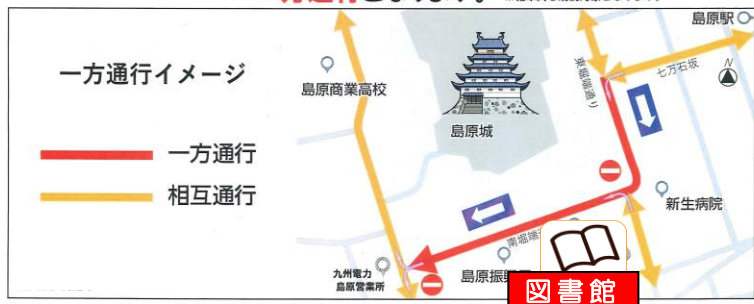 一方通行イメージ
一方通行
相互通行
島原駅
七万石坂
東堀端通り
N
島原商業高校
島原城
新生病院
南堀端
九州電力
島原営業所
島原振
図書館